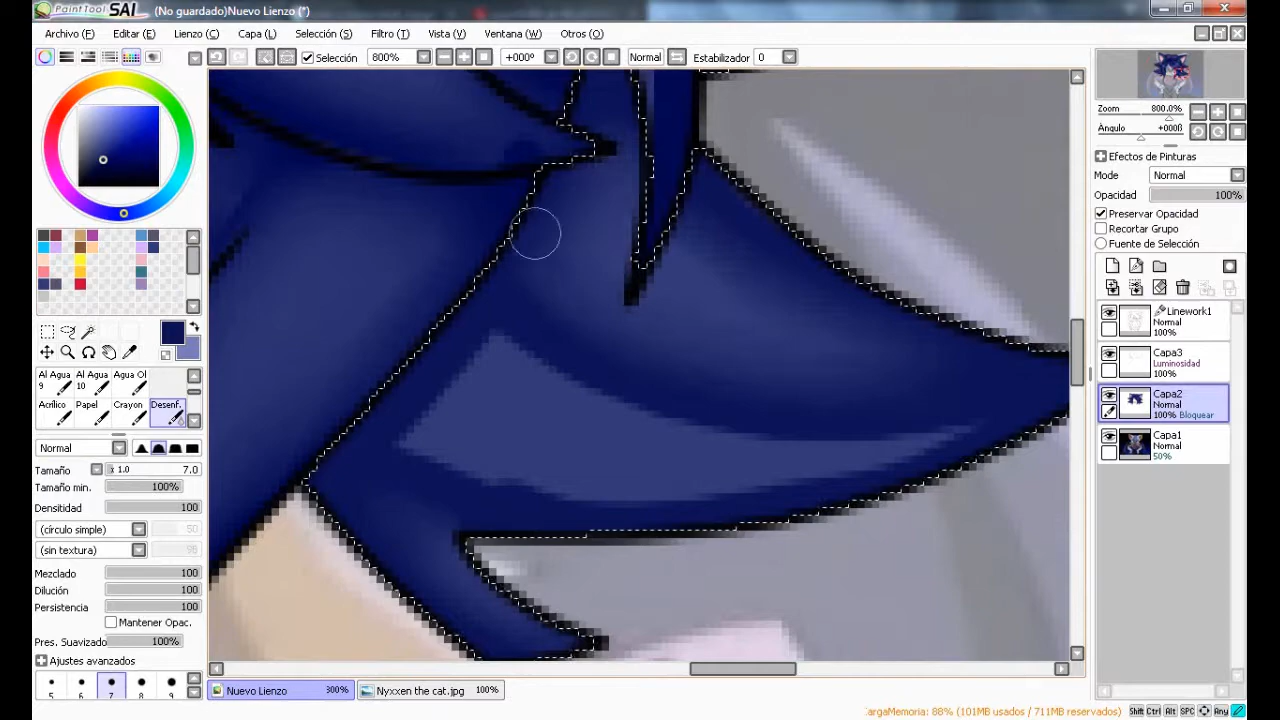 PaintTool SAI (No guardado)Nuevo Lienzo (*)
Archivo (F) Editar (E) Lienzo (C) Capa (L) Selección (S) Filtro (T) Vista (V) Ventana (W) Otros (O)
Selección 800% +000° Normal Estabilizador 0
Zoom 800.0%
Ángulo +000º
Efectos de Pinturas
Modo Normal
Opacidad 100%
Preservar Opacidad
Recortar Grupo
Fuente de Selección
Linework1
Normal
100%
Capa3
Luminosidad
100%
Capa2
Normal
100% Bloquear
Capa1
Normal
50%
Al Agua 9 Al Agua 10 Agua Ol
Acrílico Papel Crayon Desenf.
Normal
Tamaño x 1.0 7.0
Tamaño min. 100%
Densidad 100
(círculo simple) 50
(sin textura) 95
Mezclado 100
Dilución 100
Persistencia 100
Mantener Opac.
Pres. Suavizado 100%
Ajustes avanzados
5 6 7 8 9
Nuevo Lienzo 300% Nyxxen the cat.jpg 100%
CargaMemoria: 88% (101MB usados / 711MB reservados) Shift Ctrl Alt SPC Any